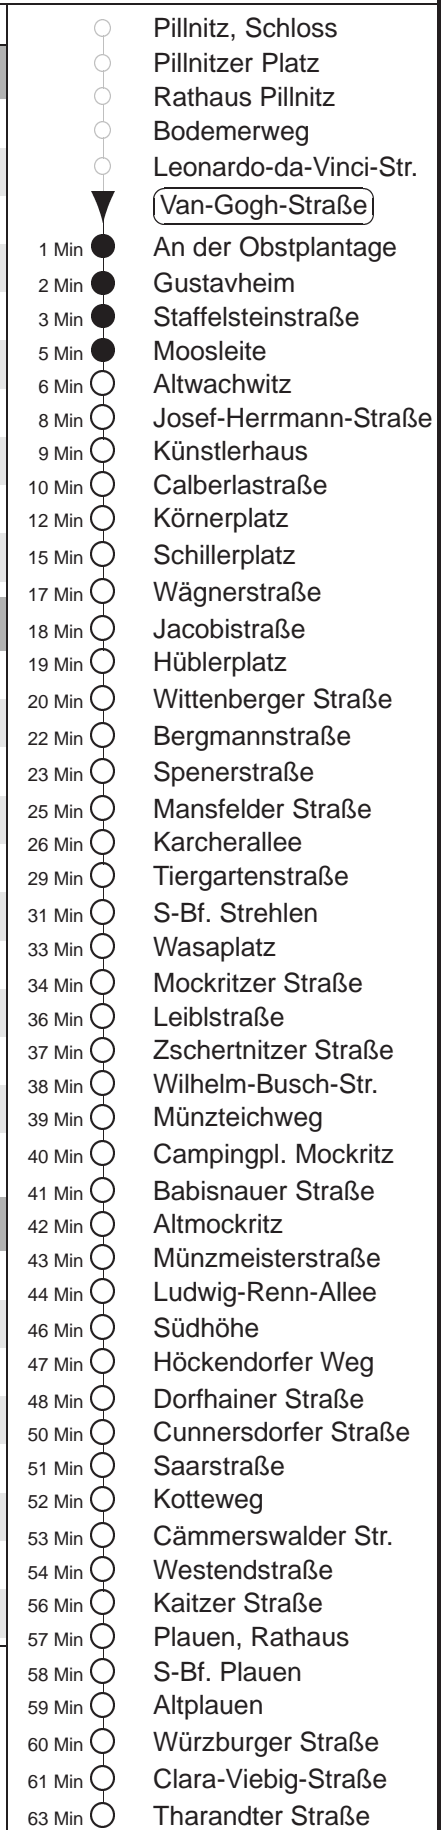 Pillnitz, Schloss
Pillnitzer Platz
Rathaus Pillnitz
Bodemerweg
Leonardo-da-Vinci-Str.
Van-Gogh-Straße
1 Min An der Obstplantage
2 Min Gustavheim
3 Min Staffelsteinstraße
5 Min Moosleite
6 Min Altwachwitz
8 Min Josef-Herrmann-Straße
9 Min Künstlerhaus
10 Min Calberlastraße
12 Min Körnerplatz
15 Min Schillerplatz
17 Min Wägnerstraße
18 Min Jacobistraße
19 Min Hüblerplatz
20 Min Wittenberger Straße
22 Min Bergmannstraße
23 Min Spenerstraße
25 Min Mansfelder Straße
26 Min Karcherallee
29 Min Tiergartenstraße
31 Min S-Bf. Strehlen
33 Min Wasaplatz
34 Min Mockritzer Straße
36 Min Leiblstraße
37 Min Zschertnitzer Straße
38 Min Wilhelm-Busch-Str.
39 Min Münzteichweg
40 Min Campingpl. Mockritz
41 Min Babisnauer Straße
42 Min Altmockritz
43 Min Münzmeisterstraße
44 Min Ludwig-Renn-Allee
46 Min Südhöhe
47 Min Höckendorfer Weg
48 Min Dorfhainer Straße
50 Min Cunnersdorfer Straße
51 Min Saarstraße
52 Min Kotteweg
53 Min Cämmerswalder Str.
54 Min Westendstraße
56 Min Kaitzer Straße
57 Min Plauen, Rathaus
58 Min S-Bf. Plauen
59 Min Altplauen
60 Min Würzburger Straße
61 Min Clara-Viebig-Straße
63 Min Tharandter Straße